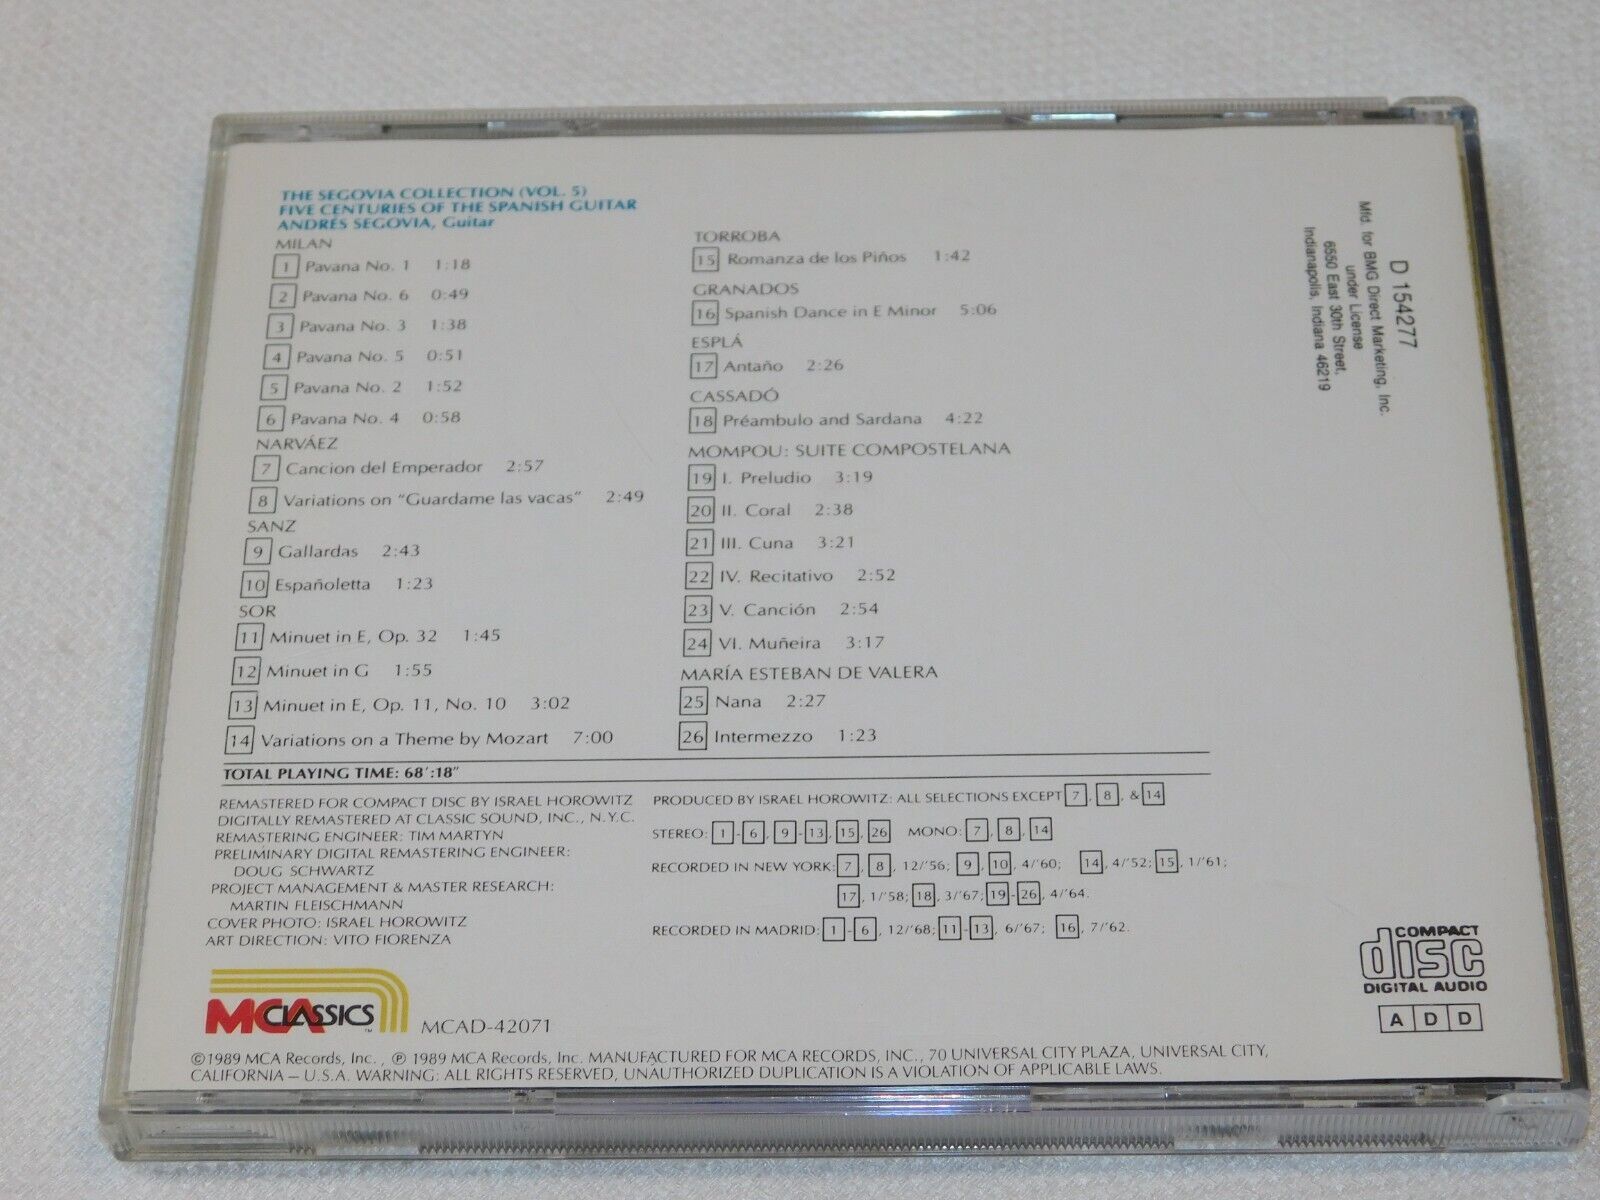 THE SEGOVIA COLLECTION (VOL. 5)
FIVE CENTURIES OF THE SPANISH GUITAR
ANDRÉS SEGOVIA, Guitar
MILAN
1 Pavana No. 1 1:18
2 Pavana No. 6 0:49
3 Pavana No. 3 1:38
4 Pavana No. 5 0:51
5 Pavana No. 2 1:52
6 Pavana No. 4 0:58
NARVÁEZ
7 Cancion del Emperador 2:57
8 Variations on "Guardame las vacas" 2:49
SANZ
9 Gallardas 2:43
10 Españoletta 1:23
SOR
11 Minuet in E, Op. 32 1:45
12 Minuet in G 1:55
13 Minuet in E, Op. 11, No. 10 3:02
14 Variations on a Theme by Mozart 7:00
TORROBA
15 Romanza de los Piños 1:42
GRANADOS
16 Spanish Dance in E Minor 5:06
ESPLÁ
17 Antaño 2:26
CASSADÓ
18 Préambulo and Sardana 4:22
MOMPOU: SUITE COMPOSTELANA
19 I. Preludio 3:19
20 II. Coral 2:38
21 III. Cuna 3:21
22 IV. Recitativo 2:52
23 V. Canción 2:54
24 VI. Muñeira 3:17
MARÍA ESTEBAN DE VALERA
25 Nana 2:27
26 Intermezzo 1:23
TOTAL PLAYING TIME: 68':18"
REMASTERED FOR COMPACT DISC BY ISRAEL HOROWITZ
DIGITALLY REMASTERED AT CLASSIC SOUND, INC., N.Y.C.
REMASTERING ENGINEER: TIM MARTYN
PRELIMINARY DIGITAL REMASTERING ENGINEER:
DOUG SCHWARTZ
PROJECT MANAGEMENT & MASTER RESEARCH:
MARTIN FLEISCHMANN
COVER PHOTO: ISRAEL HOROWITZ
ART DIRECTION: VITO FIORENZA
PRODUCED BY ISRAEL HOROWITZ: ALL SELECTIONS EXCEPT 7, 8, & 14
STEREO: 1-6, 9-13, 15, 26 MONO: 7, 8, 14
RECORDED IN NEW YORK: 7, 8, 12/'56; 9, 10, 4/'60; 14, 4/'52; 15, 1/'61;
17, 1/'58; 18, 3/'67; 19-26, 4/'64.
RECORDED IN MADRID: 1-6, 12/'68; 11-13, 6/'67; 16, 7/'62.
MCA CLASSICS™
MCAD-42071
©1989 MCA Records, Inc., ℗ 1989 MCA Records, Inc. MANUFACTURED FOR MCA RECORDS, INC., 70 UNIVERSAL CITY PLAZA, UNIVERSAL CITY,
CALIFORNIA – U.S.A. WARNING: ALL RIGHTS RESERVED, UNAUTHORIZED DUPLICATION IS A VIOLATION OF APPLICABLE LAWS.
D 154277
Mfd. for BMG Direct Marketing, Inc.
under License
6550 East 30th Street,
Indianapolis, Indiana 46219
COMPACT
disc
DIGITAL AUDIO
A D D